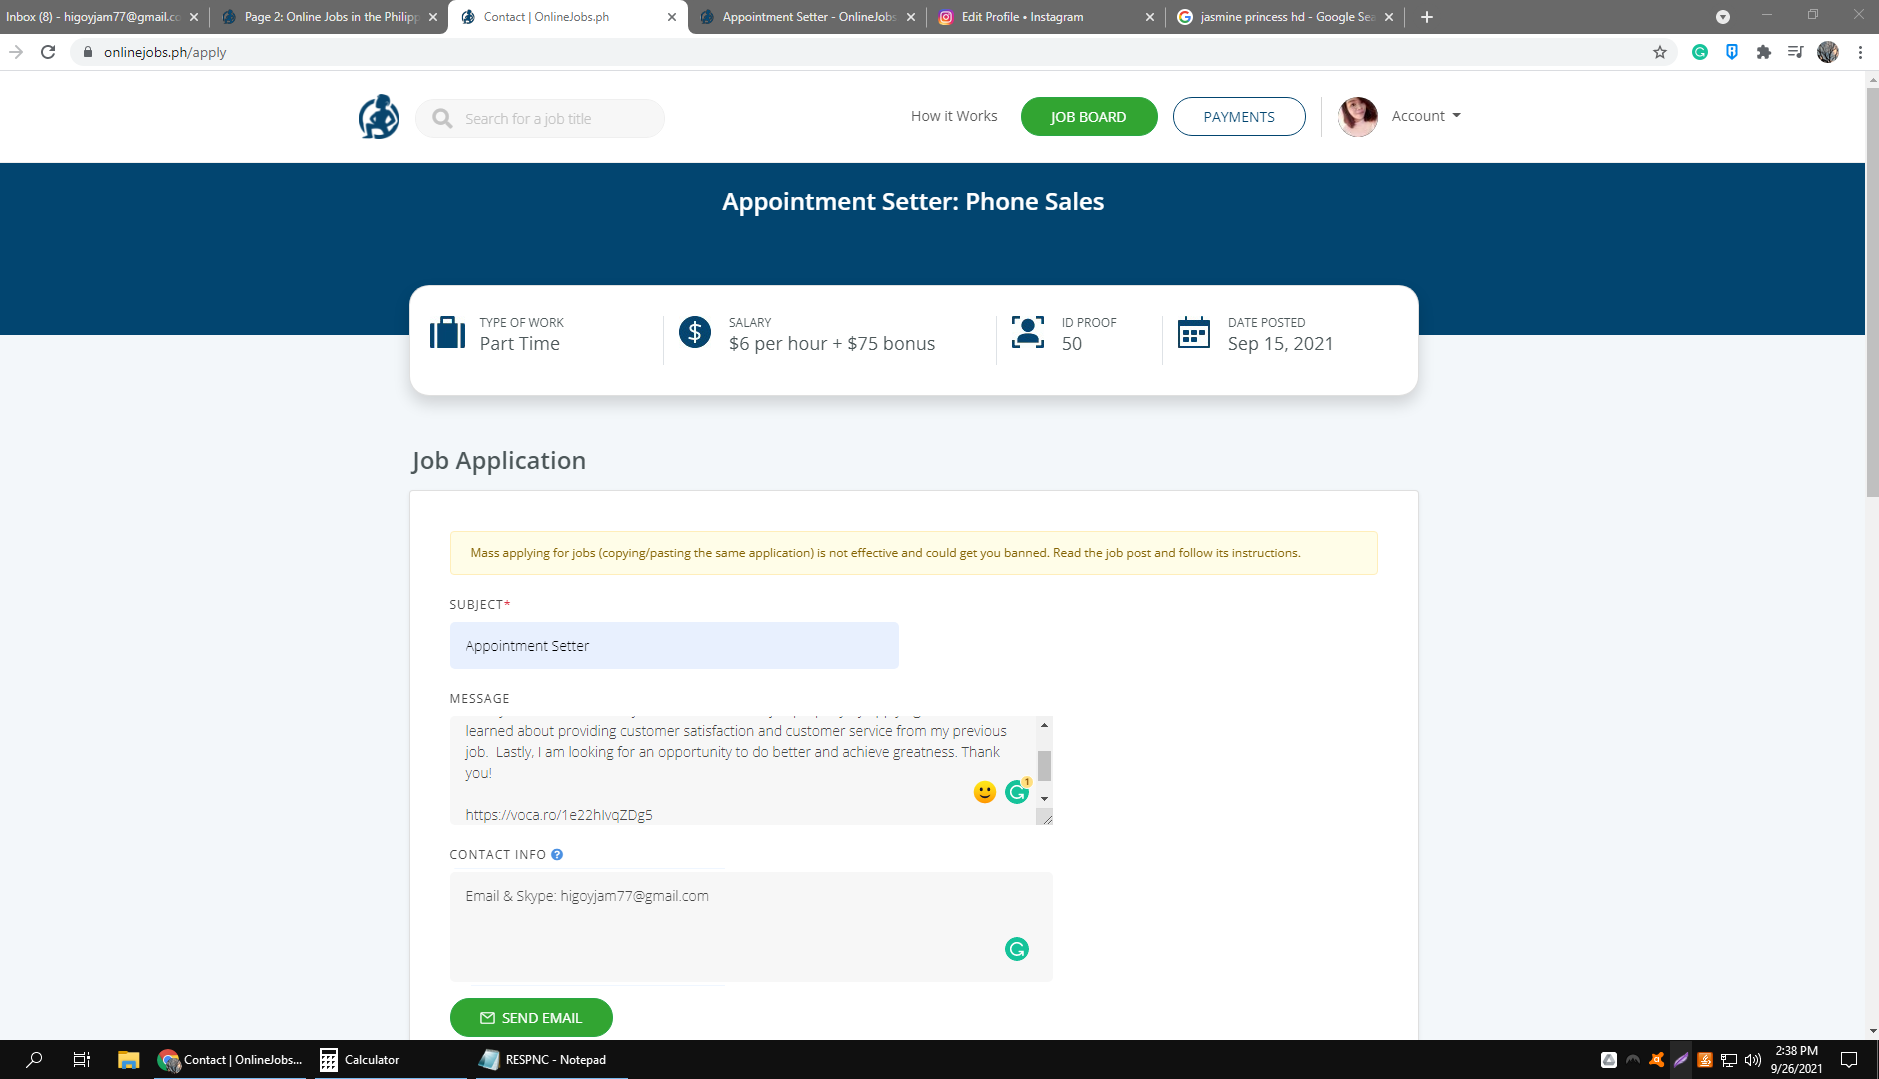 Inbox (8) - higoyjam77@gmail.co
Page 2: Online Jobs in the Philipp
Contact | OnlineJobs.ph
Appointment Setter - OnlineJobs
Edit Profile • Instagram
jasmine princess hd - Google Sea
onlinejobs.ph/apply
Search for a job title
How it Works
JOB BOARD
PAYMENTS
Account
Appointment Setter: Phone Sales
TYPE OF WORK
Part Time
SALARY
$6 per hour + $75 bonus
ID PROOF
50
DATE POSTED
Sep 15, 2021
Job Application
Mass applying for jobs (copying/pasting the same application) is not effective and could get you banned. Read the job post and follow its instructions.
SUBJECT*
Appointment Setter
MESSAGE
learned about providing customer satisfaction and customer service from my previous
job.  Lastly, I am looking for an opportunity to do better and achieve greatness. Thank
you!
1
https://voca.ro/1e22hIvqZDg5
CONTACT INFO ?
Email & Skype: higoyjam77@gmail.com
SEND EMAIL
Contact | OnlineJobs...
Calculator
RESPNC - Notepad
2:38 PM
9/26/2021